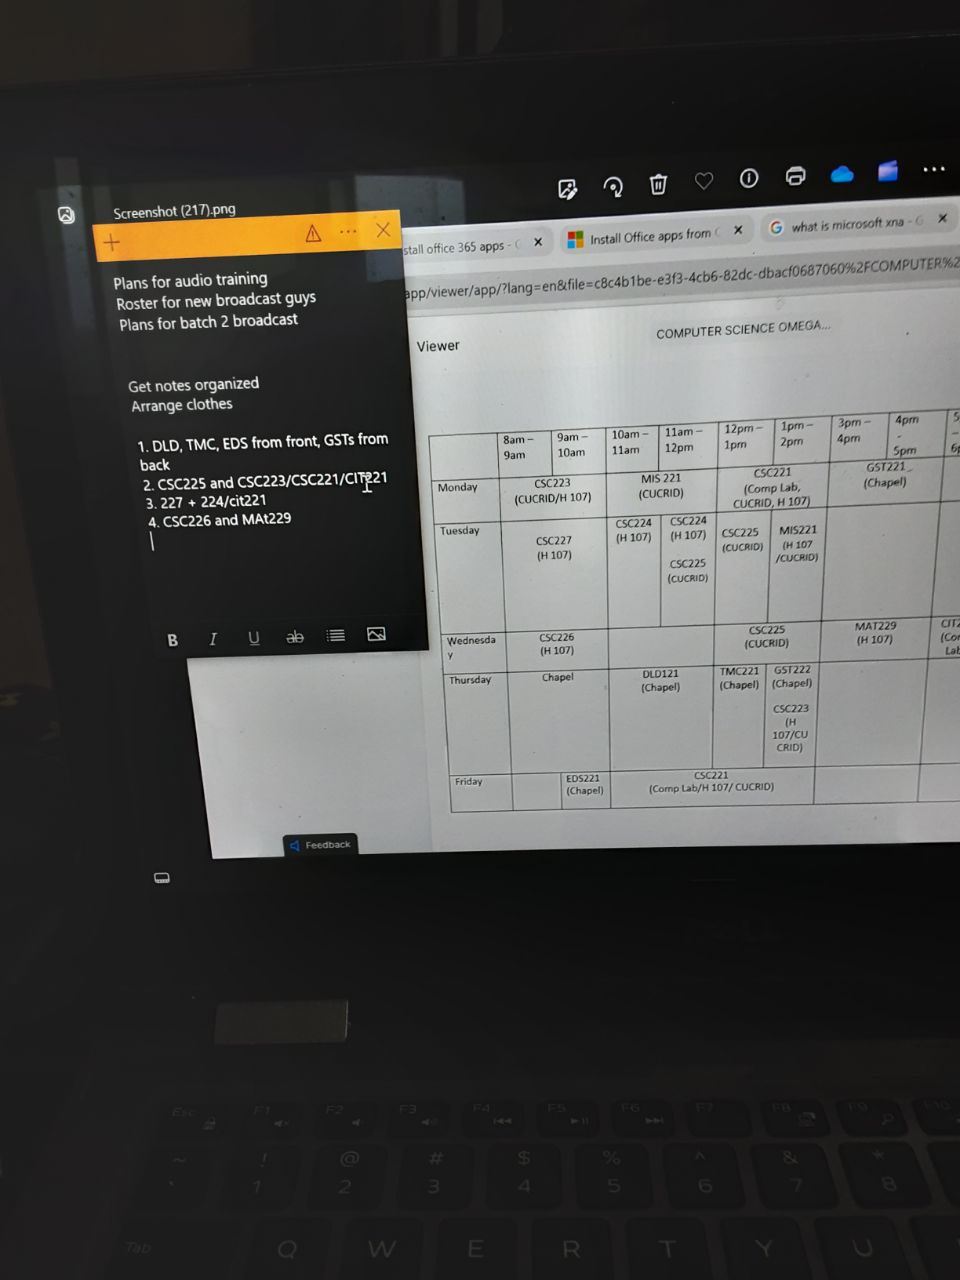 Screenshot (217).png
Plans for audio training
Roster for new broadcast guys
Plans for batch 2 broadcast
Get notes organized
Arrange clothes
1. DLD, TMC, EDS from front, GSTs from
back
2. CSC225 and CSC223/CSC221/CIT221
3. 227 + 224/cit221
4. CSC226 and MAt229
B I U ab
stall office 365 apps - G
Install Office apps from
what is microsoft xna - G
app/viewer/app/?lang=en&file=c8c4b1be-e3f3-4cb6-82dc-dbacf0687060%2FCOMPUTER%2
Viewer
COMPUTER SCIENCE OMEGA...
8am – 9am
9am – 10am
10am – 11am
11am – 12pm
12pm – 1pm
1pm – 2pm
3pm – 4pm
4pm - 5pm
Monday
CSC223
(CUCRID/H 107)
MIS 221
(CUCRID)
CSC221
(Comp Lab,
CUCRID, H 107)
GST221
(Chapel)
Tuesday
CSC227
(H 107)
CSC224
(H 107)
CSC224
(H 107)
CSC225
(CUCRID)
CSC225
(CUCRID)
MIS221
(H 107
/CUCRID)
Wednesda
y
CSC226
(H 107)
CSC225
(CUCRID)
MAT229
(H 107)
CIT2
(Co
Lab
Thursday
Chapel
DLD121
(Chapel)
TMC221
(Chapel)
GST222
(Chapel)
CSC223
(H
107/CU
CRID)
Friday
EDS221
(Chapel)
CSC221
(Comp Lab/H 107/ CUCRID)
Feedback
Esc F1 F2 F3 F4 F5 F6 F7 F8 F9 F10
~ ! @ # $ % ^ & *
` 1 2 3 4 5 6 7 8
Tab Q W E R T Y U